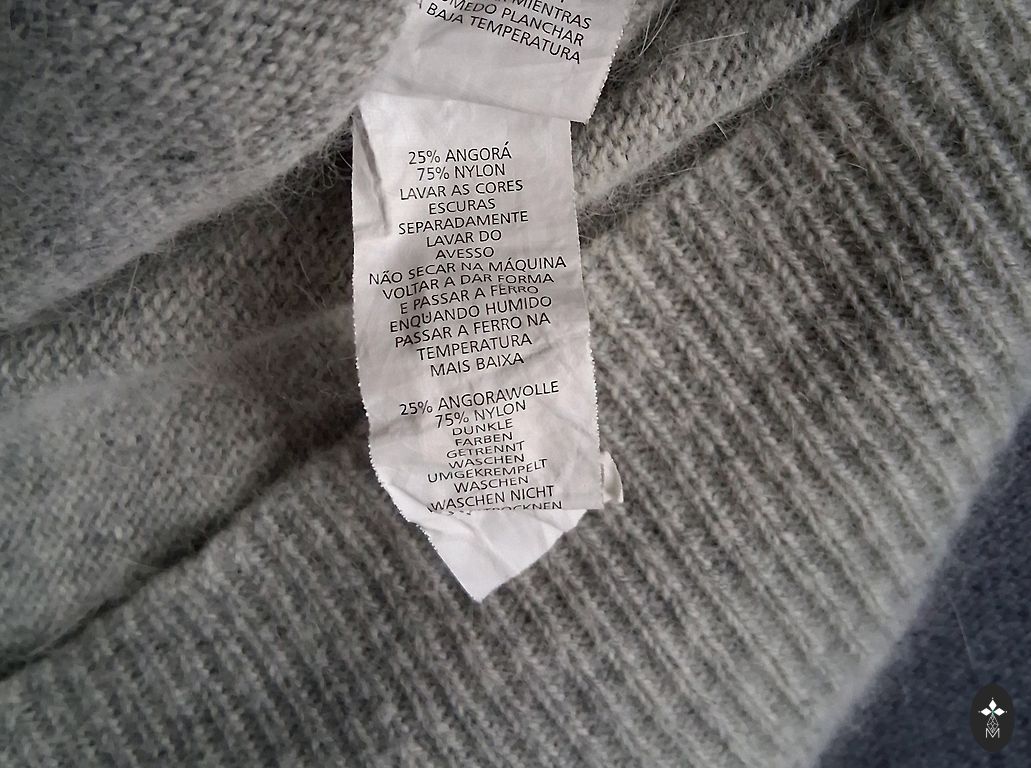 MIENTRAS
PLANCHAR
BAJA TEMPERATURA
25% ANGORÁ
75% NYLON
LAVAR AS CORES
ESCURAS
SEPARADAMENTE
LAVAR DO
AVESSO
NÃO SECAR NA MÁQUINA
VOLTAR A DAR FORMA
E PASSAR A FERRO
ENQUANDO HUMIDO
PASSAR A FERRO NA
TEMPERATURA
MAIS BAIXA
25% ANGORAWOLLE
75% NYLON
DUNKLE
FARBEN
GETRENNT
WASCHEN
UMGEKREMPELT
WASCHEN
WASCHEN NICHT
M